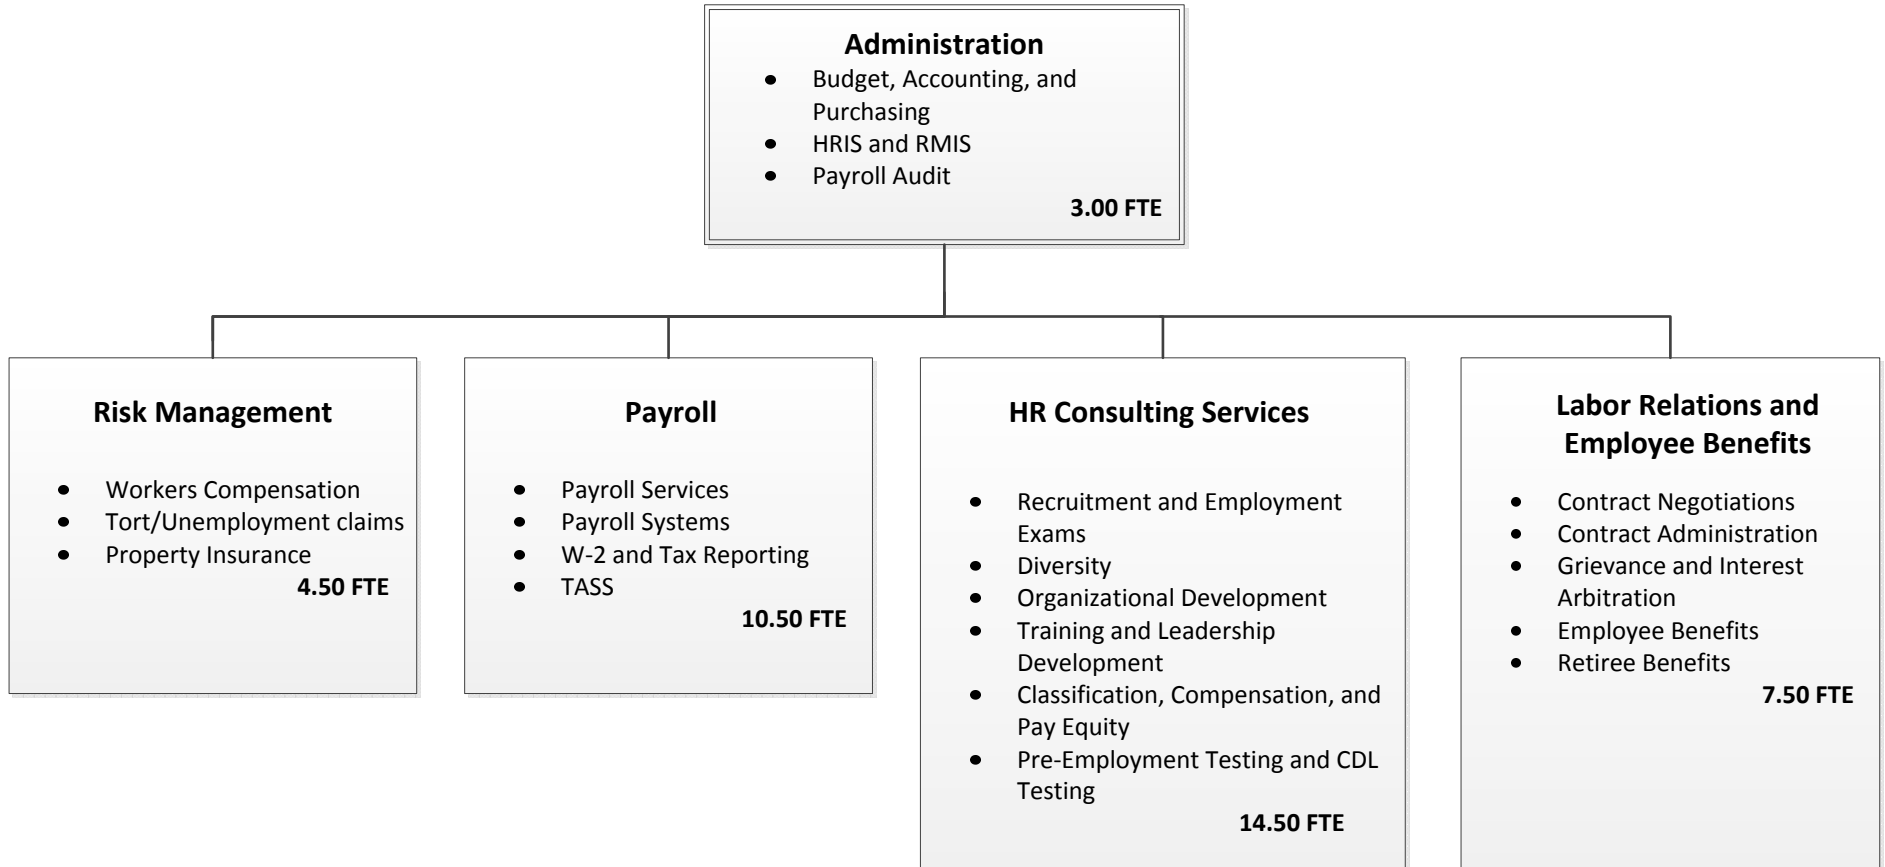 Administration
• Budget, Accounting, and
Purchasing
• HRIS and RMIS
• Payroll Audit
3.00 FTE
Risk Management
• Workers Compensation
• Tort/Unemployment claims
• Property Insurance
4.50 FTE
Payroll
• Payroll Services
• Payroll Systems
• W-2 and Tax Reporting
• TASS
10.50 FTE
HR Consulting Services
• Recruitment and Employment
Exams
• Diversity
• Organizational Development
• Training and Leadership
Development
• Classification, Compensation, and
Pay Equity
• Pre-Employment Testing and CDL
Testing
14.50 FTE
Labor Relations and
Employee Benefits
• Contract Negotiations
• Contract Administration
• Grievance and Interest
Arbitration
• Employee Benefits
• Retiree Benefits
7.50 FTE